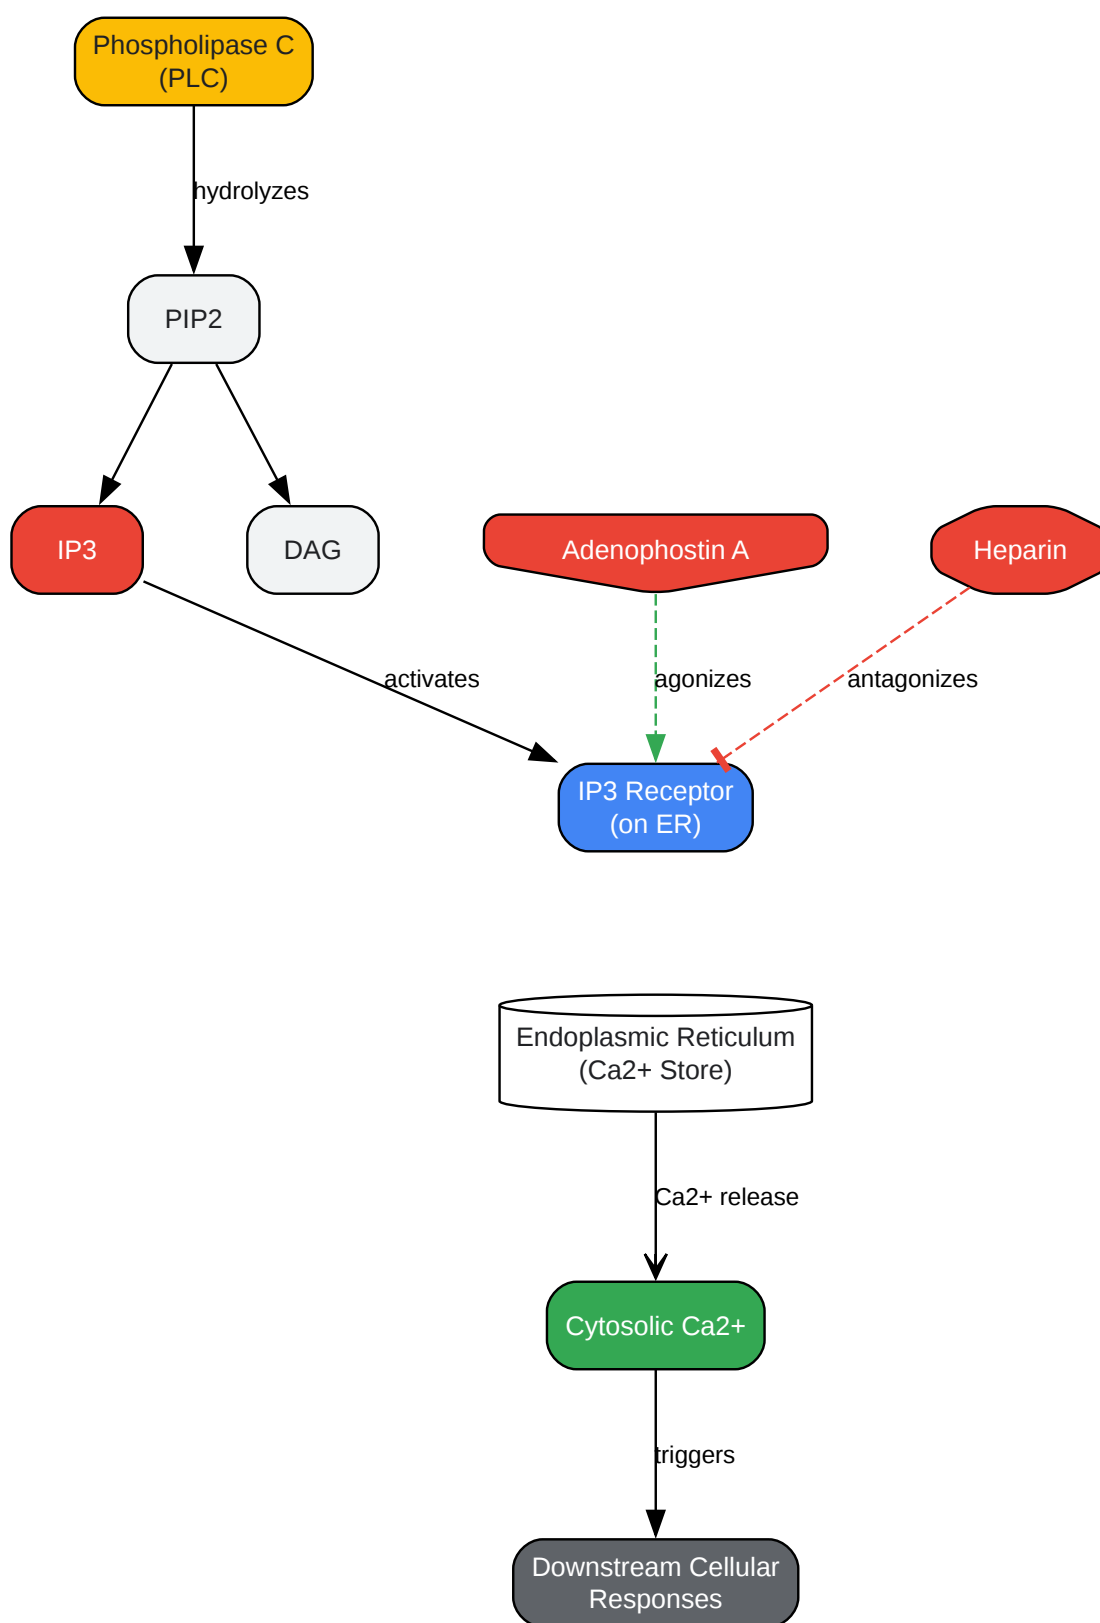 Phospholipase C
(PLC)
hydrolyzes
PIP2
IP3
DAG
Adenophostin A
Heparin
activates
agonizes
antagonizes
IP3 Receptor
(on ER)
Endoplasmic Reticulum
(Ca2+ Store)
Ca2+ release
Cytosolic Ca2+
triggers
Downstream Cellular
Responses